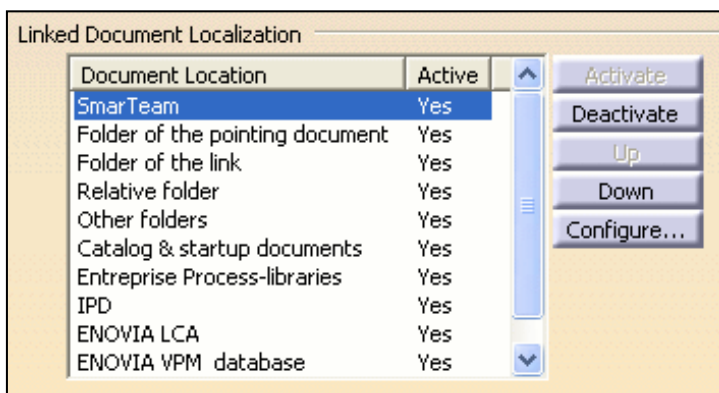 Linked Document Localization
Document Location Active
SmarTeam Yes
Folder of the pointing document Yes
Folder of the link Yes
Relative folder Yes
Other folders Yes
Catalog & startup documents Yes
Entreprise Process-libraries Yes
IPD Yes
ENOVIA LCA Yes
ENOVIA VPM database Yes
Activate
Deactivate
Up
Down
Configure...